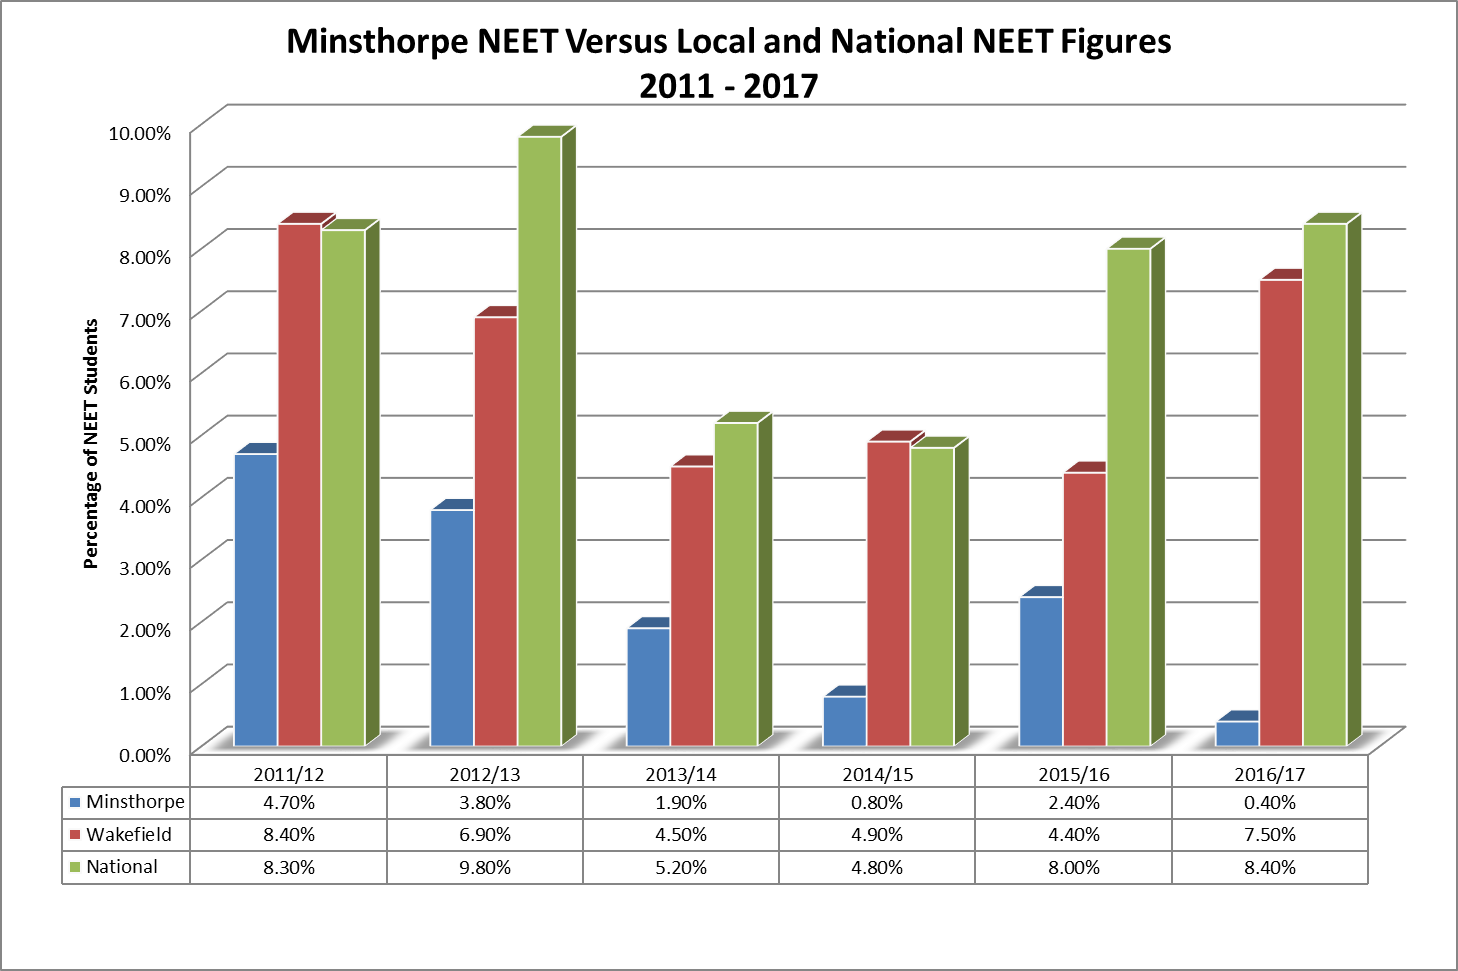 Minsthorpe NEET Versus Local and National NEET Figures
2011 - 2017
Percentage of NEET Students
10.00%
9.00%
8.00%
7.00%
6.00%
5.00%
4.00%
3.00%
2.00%
1.00%
0.00%
2011/12 2012/13 2013/14 2014/15 2015/16 2016/17
Minsthorpe 4.70% 3.80% 1.90% 0.80% 2.40% 0.40%
Wakefield 8.40% 6.90% 4.50% 4.90% 4.40% 7.50%
National 8.30% 9.80% 5.20% 4.80% 8.00% 8.40%